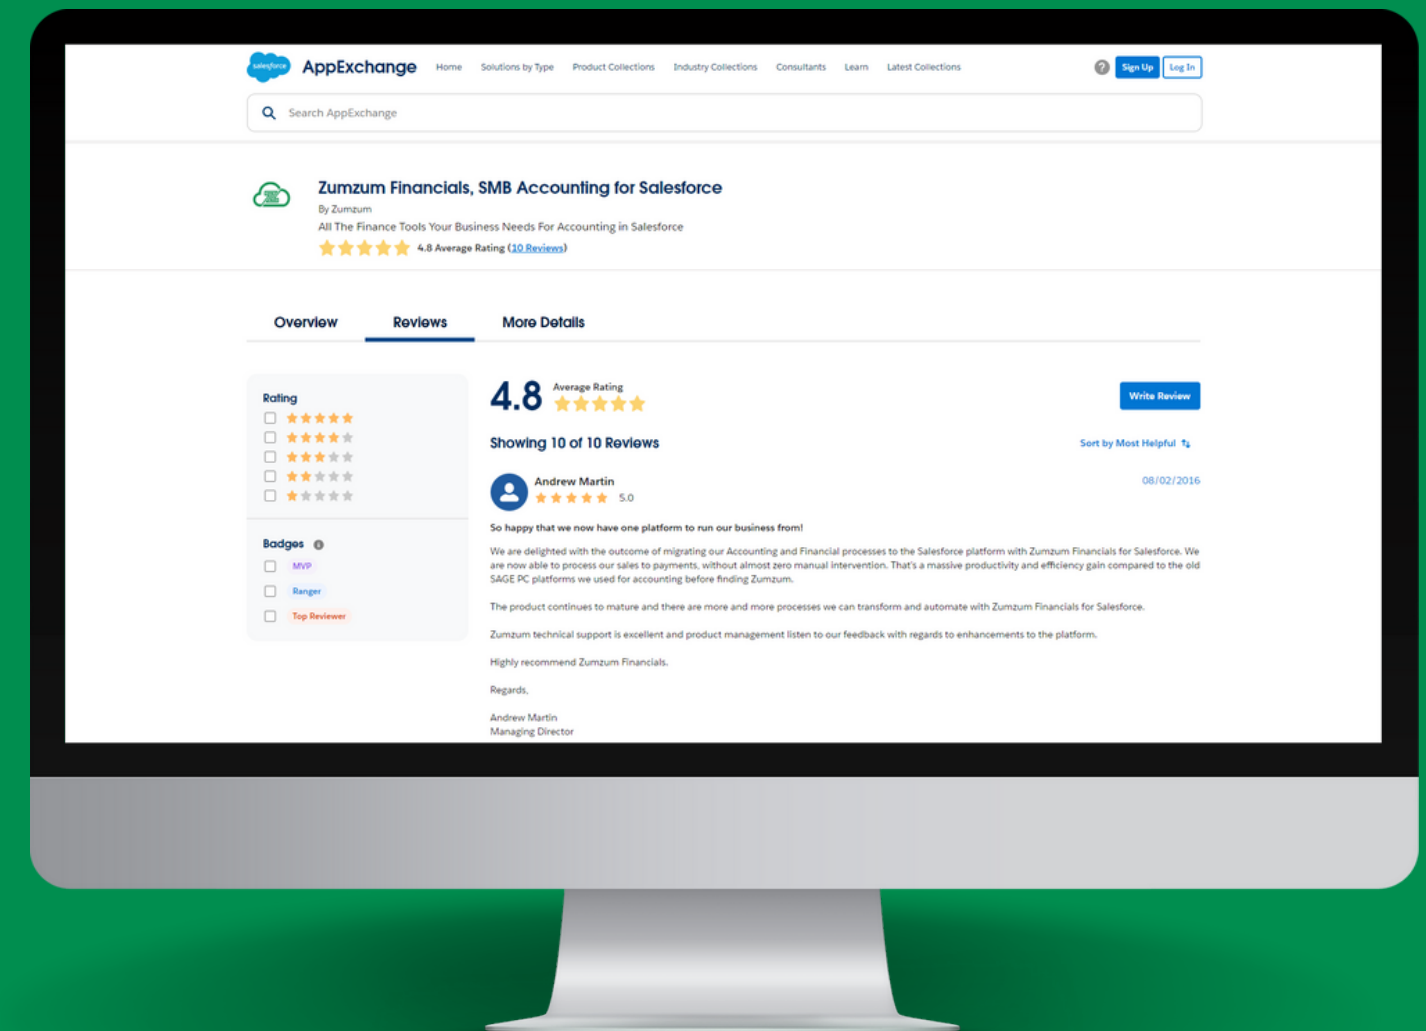 salesforce AppExchange Home Solutions by Type Product Collections Industry Collections Consultants Learn Latest Collections ? Sign Up Log In
Search AppExchange
Zumzum Financials, SMB Accounting for Salesforce
By Zumzum
All The Finance Tools Your Business Needs For Accounting in Salesforce
4.8 Average Rating (10 Reviews)
Overview Reviews More Details
Rating
Badges i
MVP
Ranger
Top Reviewer
4.8 Average Rating
Write Review
Showing 10 of 10 Reviews
Sort by Most Helpful
Andrew Martin
5.0
08/02/2016
So happy that we now have one platform to run our business from!
We are delighted with the outcome of migrating our Accounting and Financial processes to the Salesforce platform with Zumzum Financials for Salesforce. We
are now able to process our sales to payments, without almost zero manual intervention. That's a massive productivity and efficiency gain compared to the old
SAGE PC platforms we used for accounting before finding Zumzum.
The product continues to mature and there are more and more processes we can transform and automate with Zumzum Financials for Salesforce.
Zumzum technical support is excellent and product management listen to our feedback with regards to enhancements to the platform.
Highly recommend Zumzum Financials.
Regards,
Andrew Martin
Managing Director